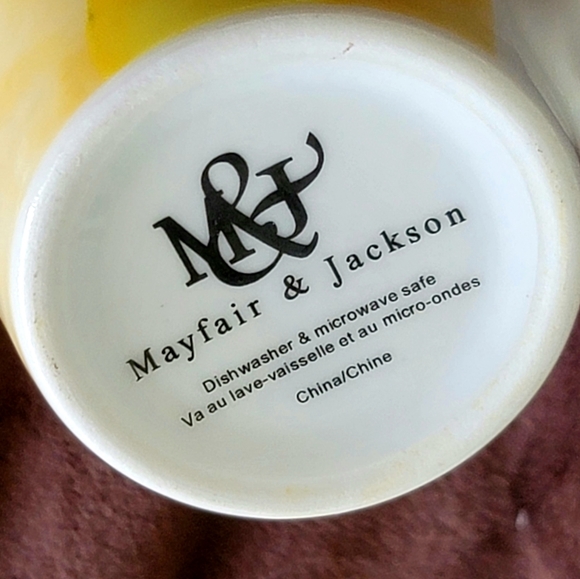 M&J
Mayfair & Jackson
Dishwasher & microwave safe
Va au lave-vaisselle et au micro-ondes
China/Chine